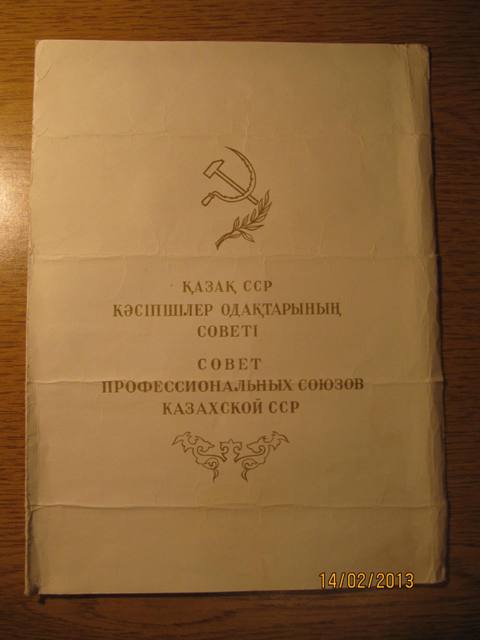 ҚАЗАҚ ССР
КӘСІПШІЛЕР ОДАҚТАРЫНЫҢ
СОВЕТІ
СОВЕТ
ПРОФЕССИОНАЛЬНЫХ СОЮЗОВ
КАЗАХСКОЙ ССР
14/02/2013